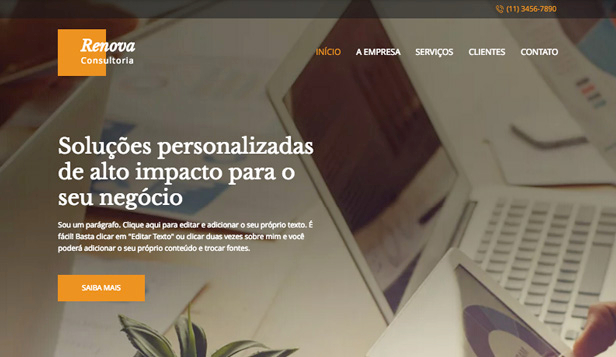 (11) 3456-7890
Renova
Consultoria
INÍCIO A EMPRESA SERVIÇOS CLIENTES CONTATO
Soluções personalizadas
de alto impacto para o
seu negócio
Sou um parágrafo. Clique aqui para editar e adicionar o seu próprio texto. É
fácil! Basta clicar em "Editar Texto" ou clicar duas vezes sobre mim e você
poderá adicionar o seu próprio conteúdo e trocar fontes.
SAIBA MAIS